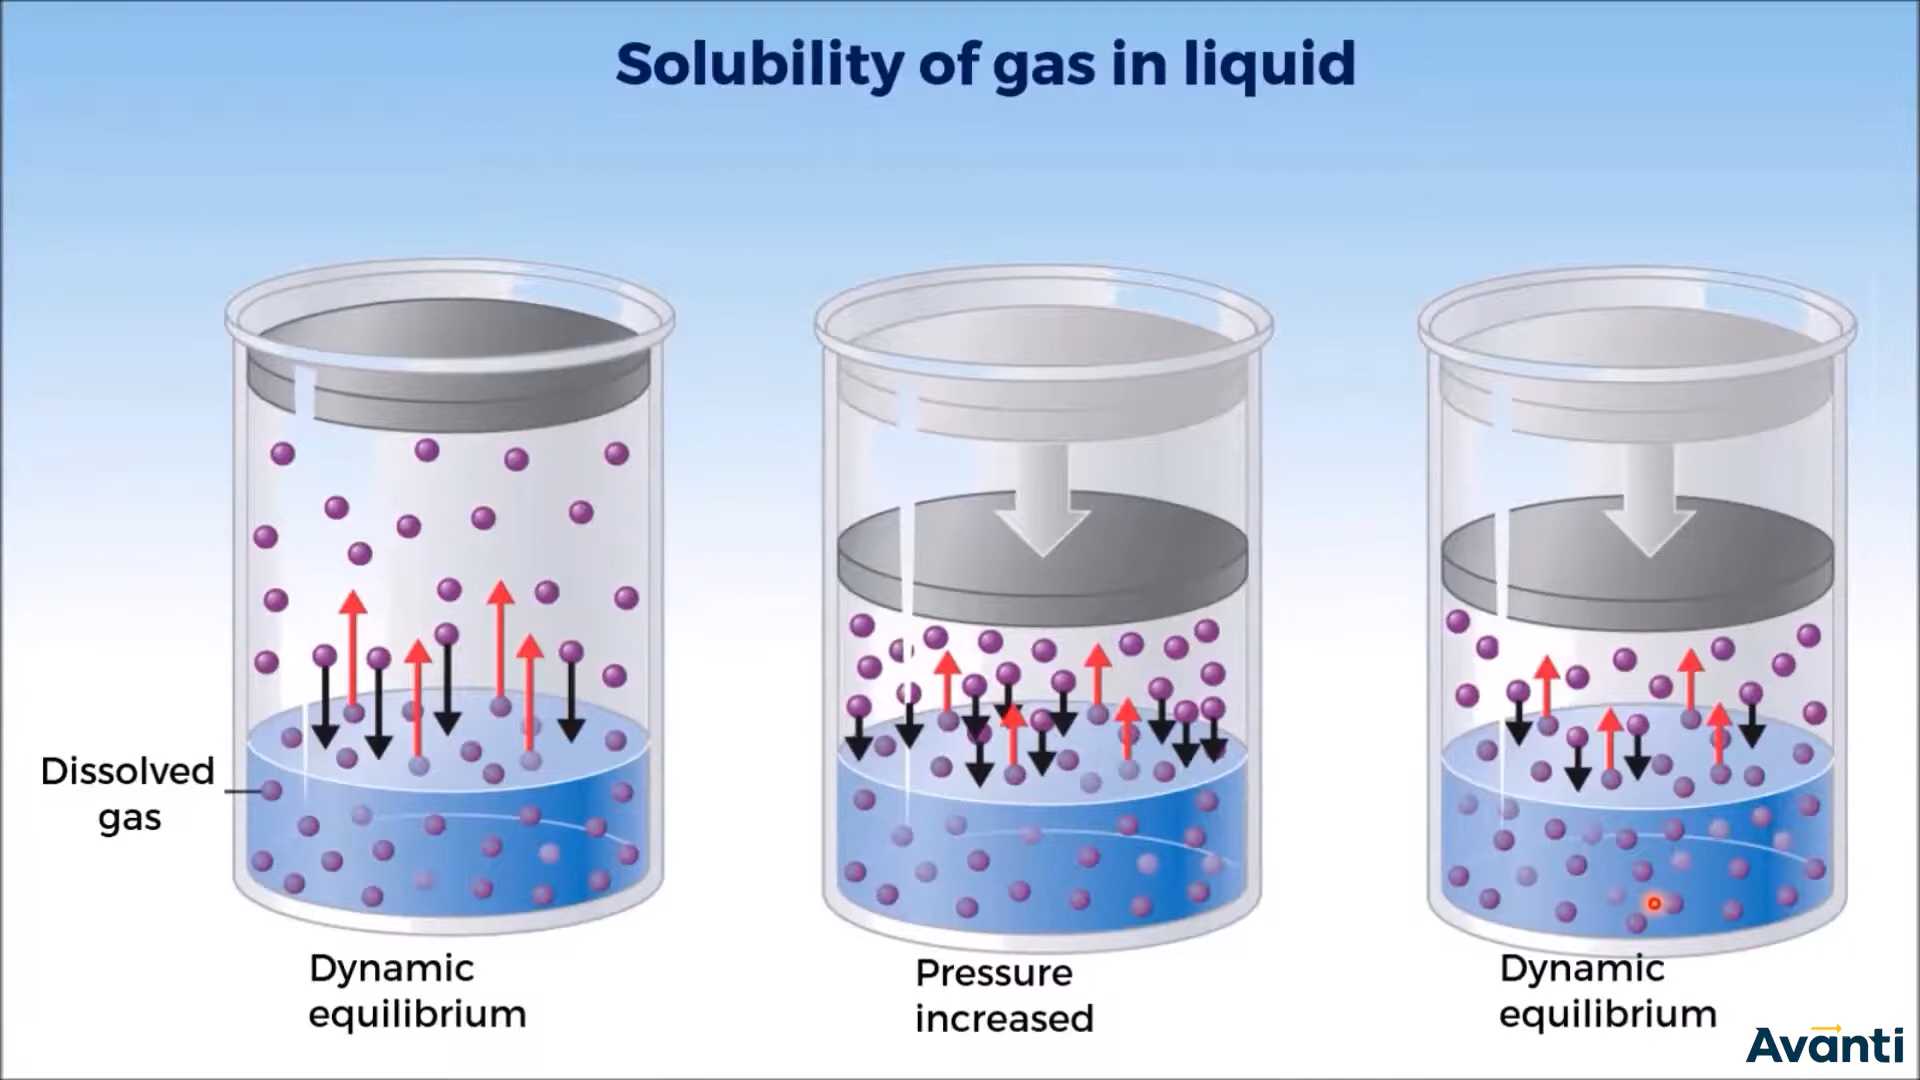 Solubility of gas in liquid
Dissolved
gas
Dynamic
equilibrium
Pressure
increased
Dynamic
equilibrium
Avanti